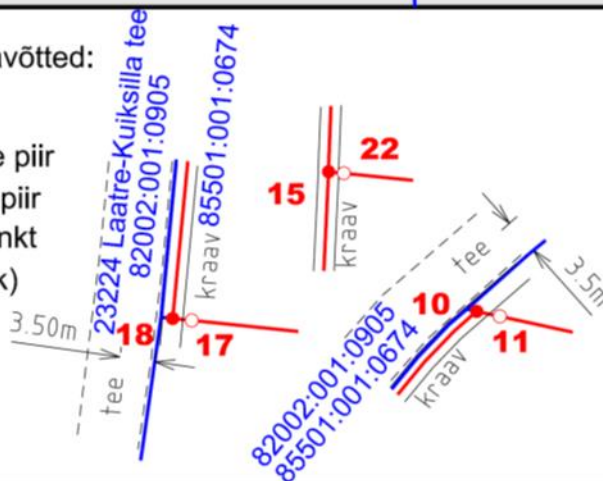 võtted:
piir
piir
nkt
k)
23224 Laatre-Kuiksilla tee
82002:001:0905
kraav 85501:001:0674
3.50m
18
17
tee
15
22
kraav
tee
3.5m
10
11
kraav
82002:001:0905
85501:001:0674